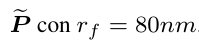 P̃ con r_f = 80nm.